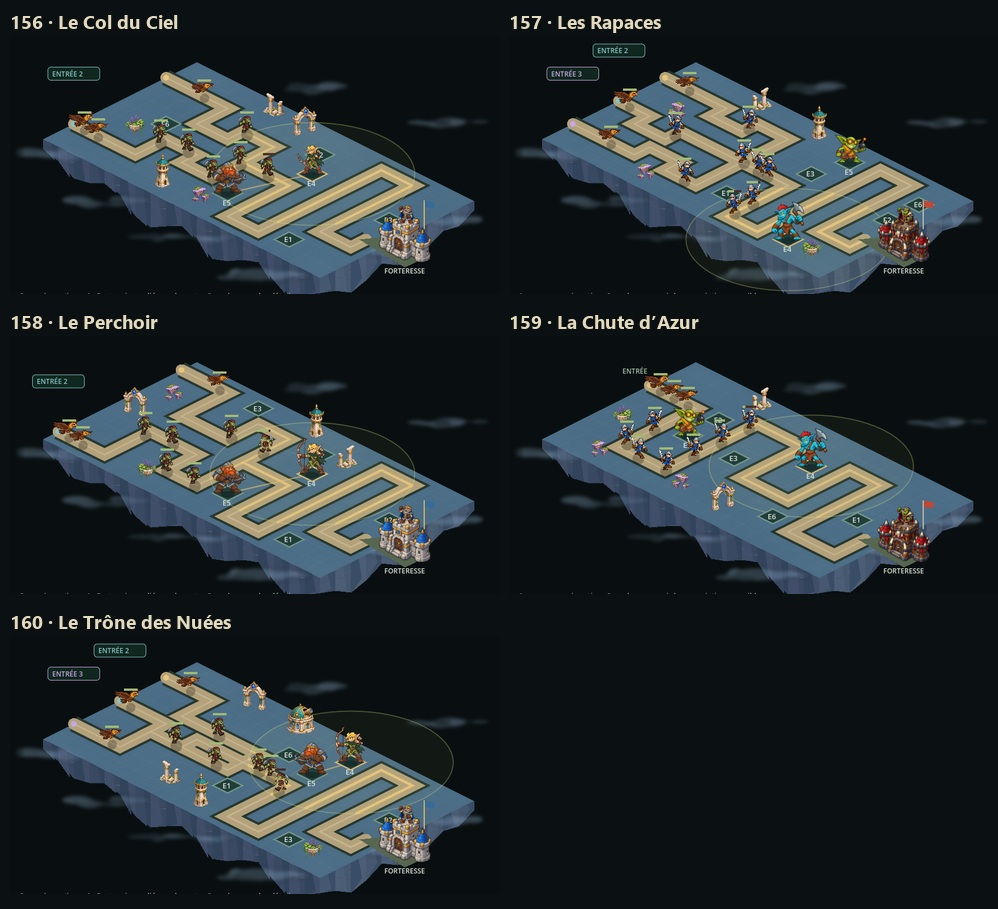 156 · Le Col du Ciel
ENTRÉE 2
E4
E5
E1
FORTERESSE
157 · Les Rapaces
ENTRÉE 2
ENTRÉE 3
E3
E5
E6
E4
FORTERESSE
158 · Le Perchoir
ENTRÉE 2
E3
E4
E5
E1
FORTERESSE
159 · La Chute d’Azur
ENTRÉE
E3
E4
E6
E1
FORTERESSE
160 · Le Trône des Nuées
ENTRÉE 2
ENTRÉE 3
E6
E4
E5
E1
E3
FORTERESSE